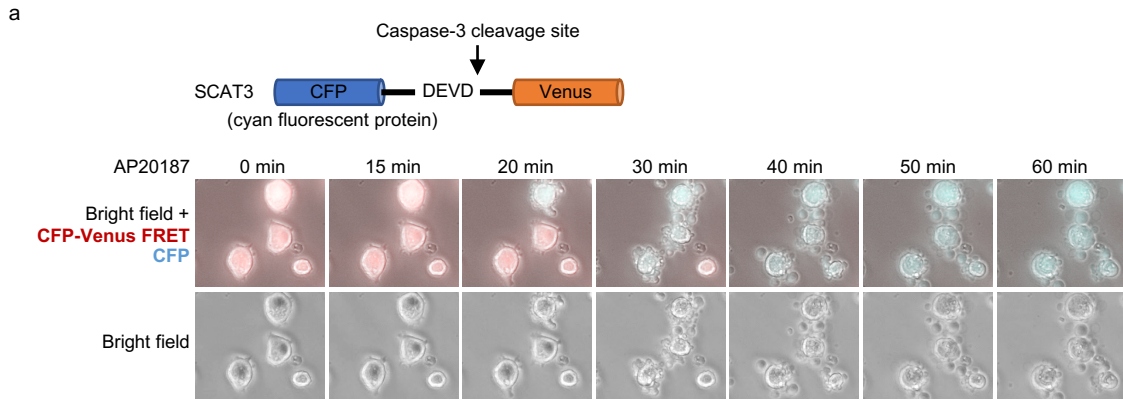 a
Caspase-3 cleavage site
SCAT3 CFP DEVD Venus
(cyan fluorescent protein)
AP20187 0 min 15 min 20 min 30 min 40 min 50 min 60 min
Bright field +
CFP-Venus FRET
CFP
Bright field